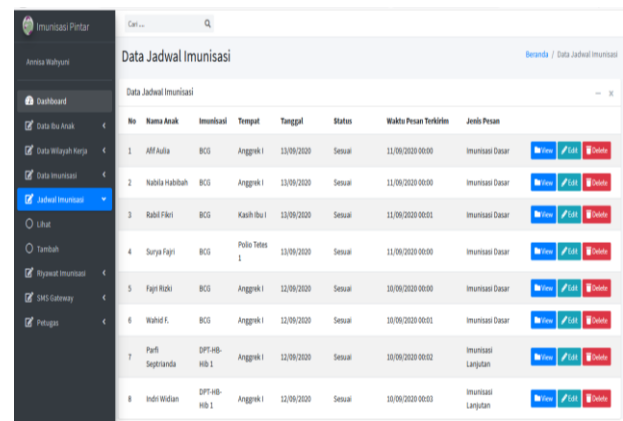 Imunisasi Pintar
Cari ...
Annisa Wahyuni
Data Jadwal Imunisasi
Beranda / Data Jadwal Imunisasi
Dashboard
Data Ibu Anak
Data Wilayah Kerja
Data Imunisasi
Jadwal Imunisasi
Lihat
Tambah
Riyawat Imunisasi
SMS Gateway
Petugas
Data Jadwal Imunisasi
No Nama Anak Imunisasi Tempat Tanggal Status Waktu Pesan Terkirim Jenis Pesan
1 Afif Aulia BCG Anggrek I 13/09/2020 Sesuai 11/09/2020 00:00 Imunisasi Dasar View Edit Delete
2 Nabila Habibah BCG Anggrek I 13/09/2020 Sesuai 11/09/2020 00:00 Imunisasi Dasar View Edit Delete
3 Rabil Fikri BCG Kasih Ibu I 13/09/2020 Sesuai 11/09/2020 00:01 Imunisasi Dasar View Edit Delete
4 Surya Fajri BCG Polio Tetes 1 13/09/2020 Sesuai 11/09/2020 00:00 Imunisasi Dasar View Edit Delete
5 Fajri Rizki BCG Anggrek I 12/09/2020 Sesuai 10/09/2020 00:00 Imunisasi Dasar View Edit Delete
6 Wahid F. BCG Anggrek I 12/09/2020 Sesuai 10/09/2020 00:01 Imunisasi Dasar View Edit Delete
7 Parfi Septrianda DPT-HB-Hib 1 Anggrek I 12/09/2020 Sesuai 10/09/2020 00:02 Imunisasi Lanjutan View Edit Delete
8 Indri Widian DPT-HB-Hib 1 Anggrek I 12/09/2020 Sesuai 10/09/2020 00:03 Imunisasi Lanjutan View Edit Delete